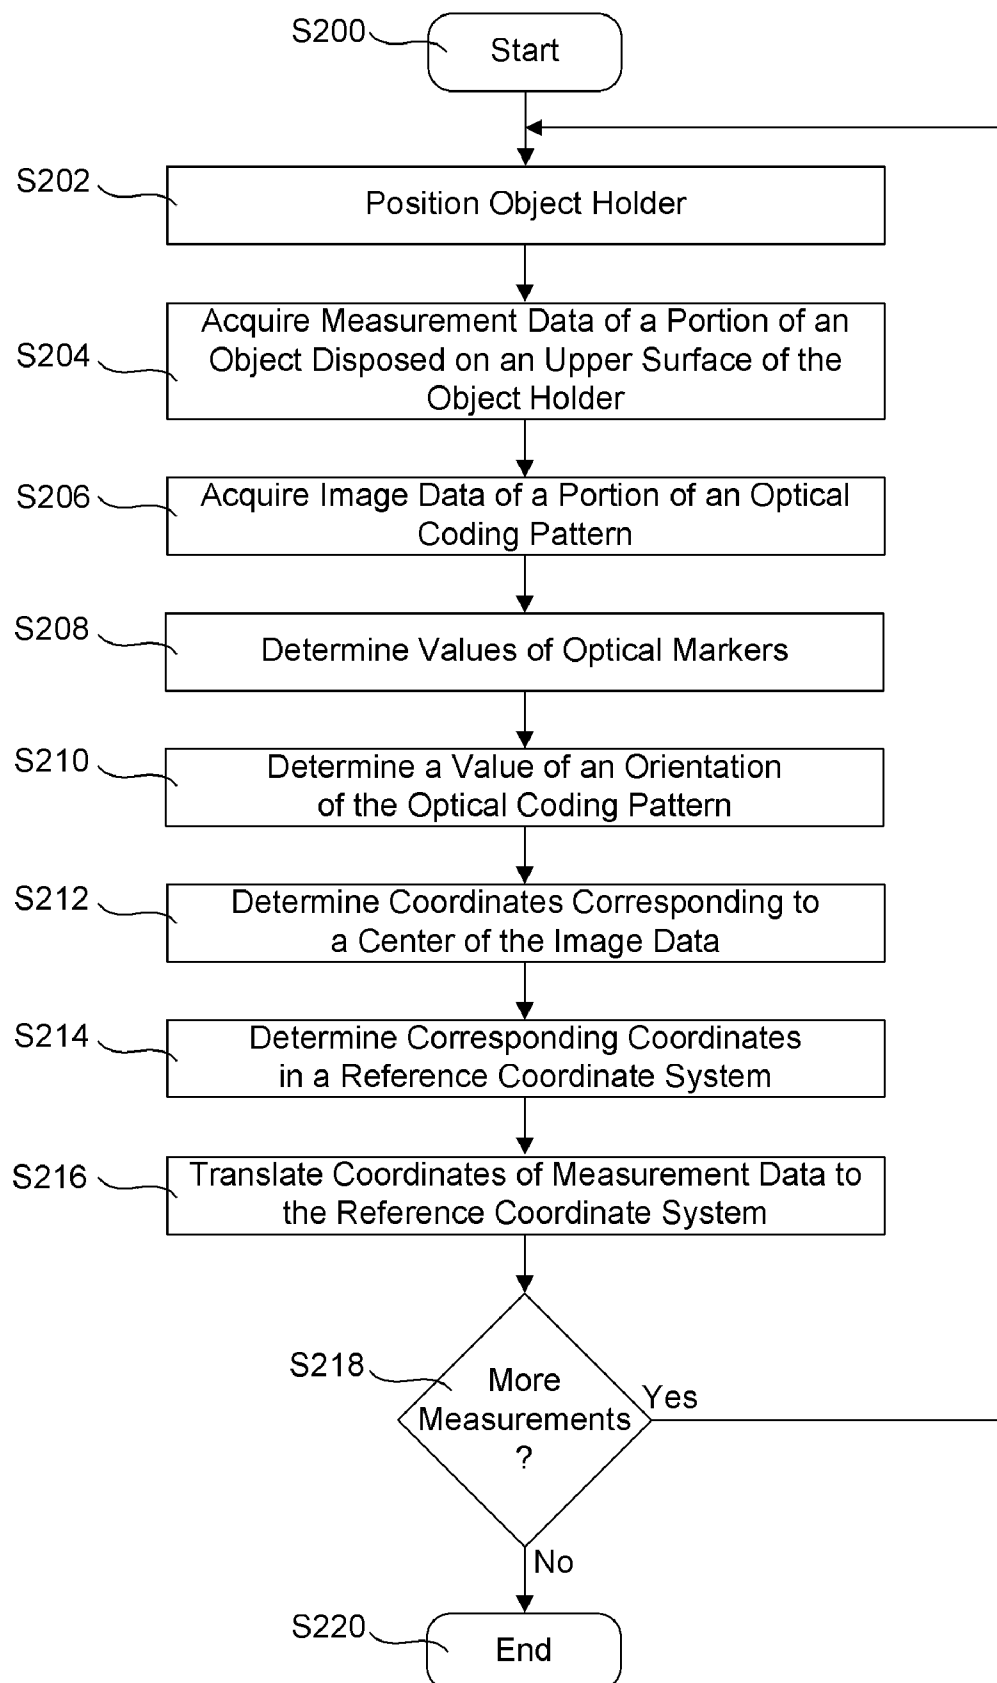 S200
Start
S202
Position Object Holder
S204
Acquire Measurement Data of a Portion of an
Object Disposed on an Upper Surface of the
Object Holder
S206
Acquire Image Data of a Portion of an Optical
Coding Pattern
S208
Determine Values of Optical Markers
S210
Determine a Value of an Orientation
of the Optical Coding Pattern
S212
Determine Coordinates Corresponding to
a Center of the Image Data
S214
Determine Corresponding Coordinates
in a Reference Coordinate System
S216
Translate Coordinates of Measurement Data to
the Reference Coordinate System
S218
More
Measurements
?
Yes
No
S220
End